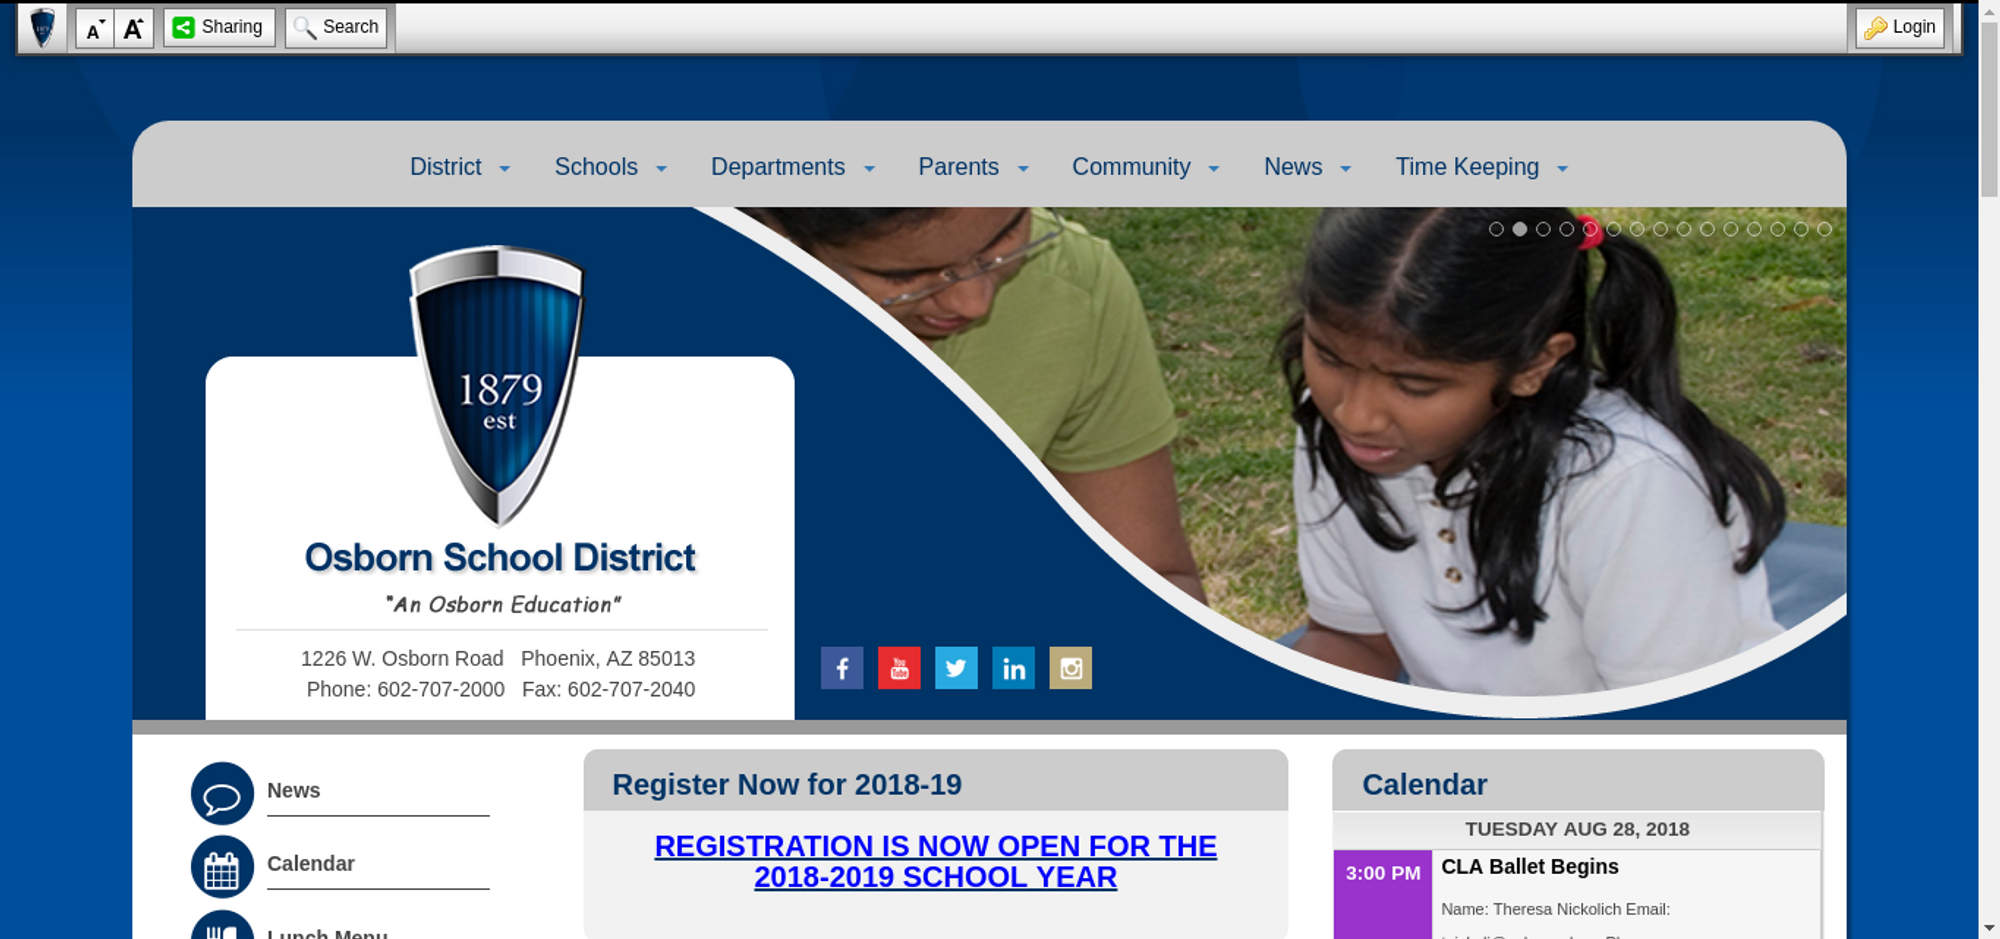 Sharing
Search
Login
District
Schools
Departments
Parents
Community
News
Time Keeping
1879
est
Osborn School District
"An Osborn Education"
1226 W. Osborn Road Phoenix, AZ 85013
Phone: 602-707-2000 Fax: 602-707-2040
News
Calendar
Lunch Menu
Register Now for 2018-19
REGISTRATION IS NOW OPEN FOR THE
2018-2019 SCHOOL YEAR
Calendar
TUESDAY AUG 28, 2018
3:00 PM
CLA Ballet Begins
Name: Theresa Nickolich Email: